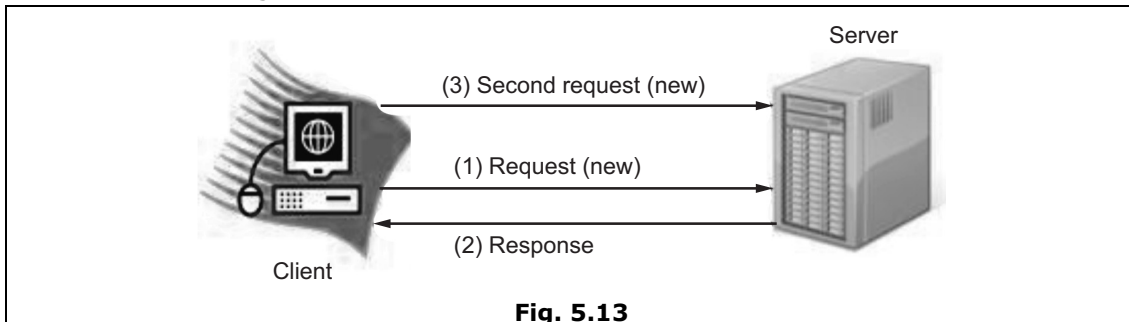 Server
(3) Second request (new)
(1) Request (new)
(2) Response
Client
Fig. 5.13